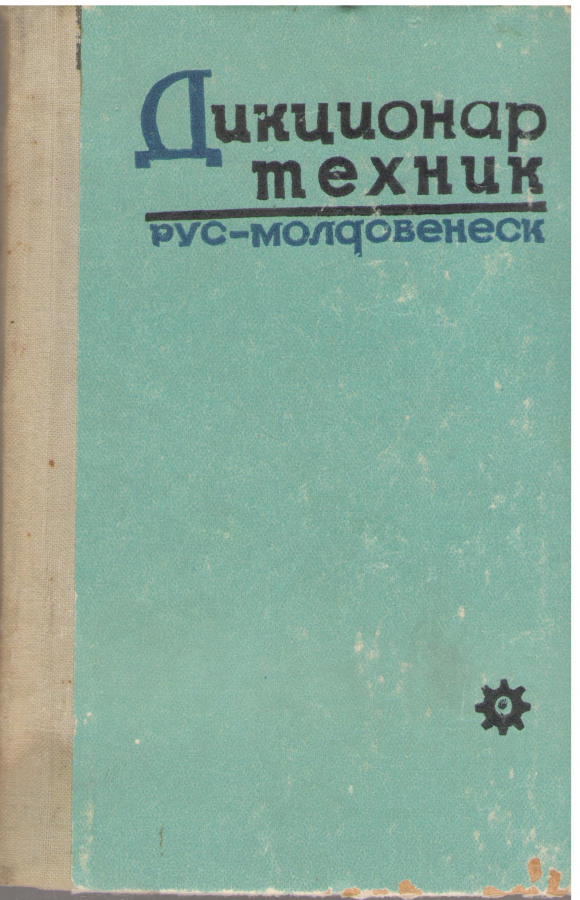 Дикционар
техник
рус-молдовенеск